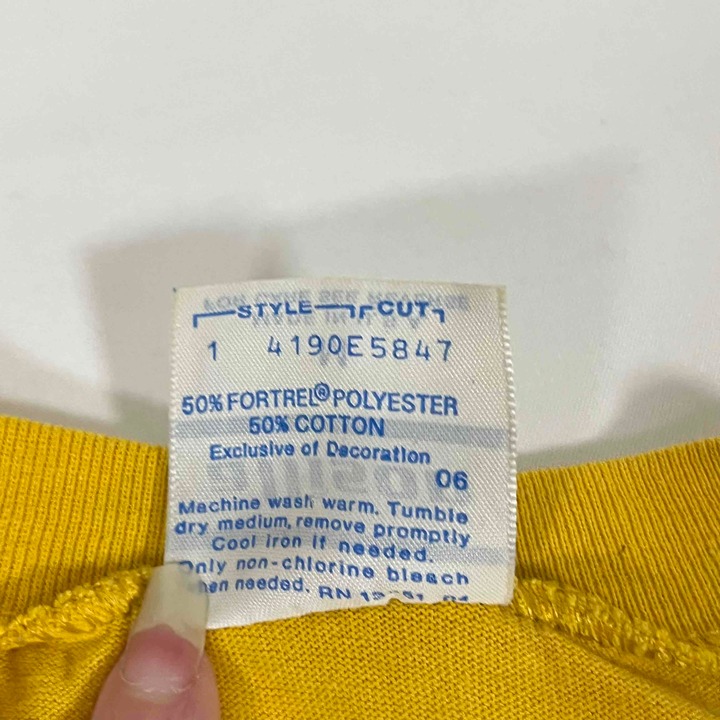 STYLE CUT
1 4190E5847
50% FORTREL® POLYESTER
50% COTTON
Exclusive of Decoration
06
Machine wash warm. Tumble
dry medium, remove promptly
Cool iron if needed.
Only non-chlorine bleach
when needed. RN